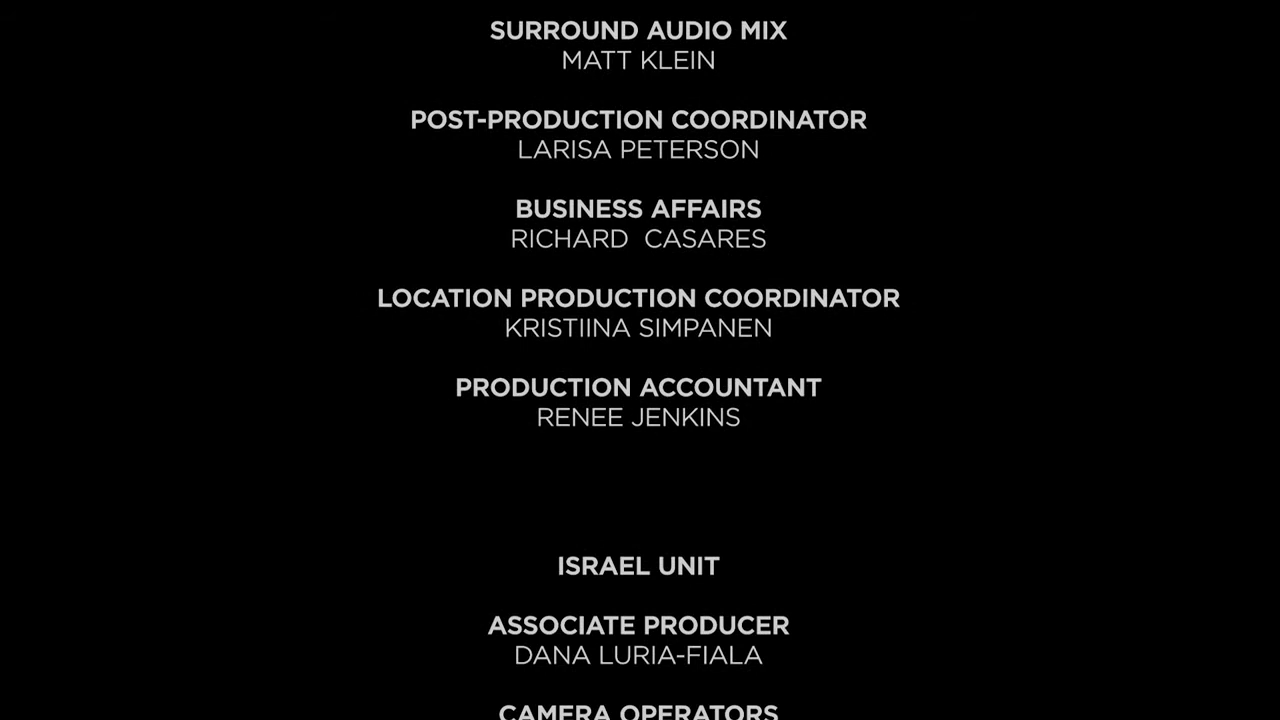 SURROUND AUDIO MIX
MATT KLEIN
POST-PRODUCTION COORDINATOR
LARISA PETERSON
BUSINESS AFFAIRS
RICHARD  CASARES
LOCATION PRODUCTION COORDINATOR
KRISTIINA SIMPANEN
PRODUCTION ACCOUNTANT
RENEE JENKINS
ISRAEL UNIT
ASSOCIATE PRODUCER
DANA LURIA-FIALA
CAMERA OPERATORS